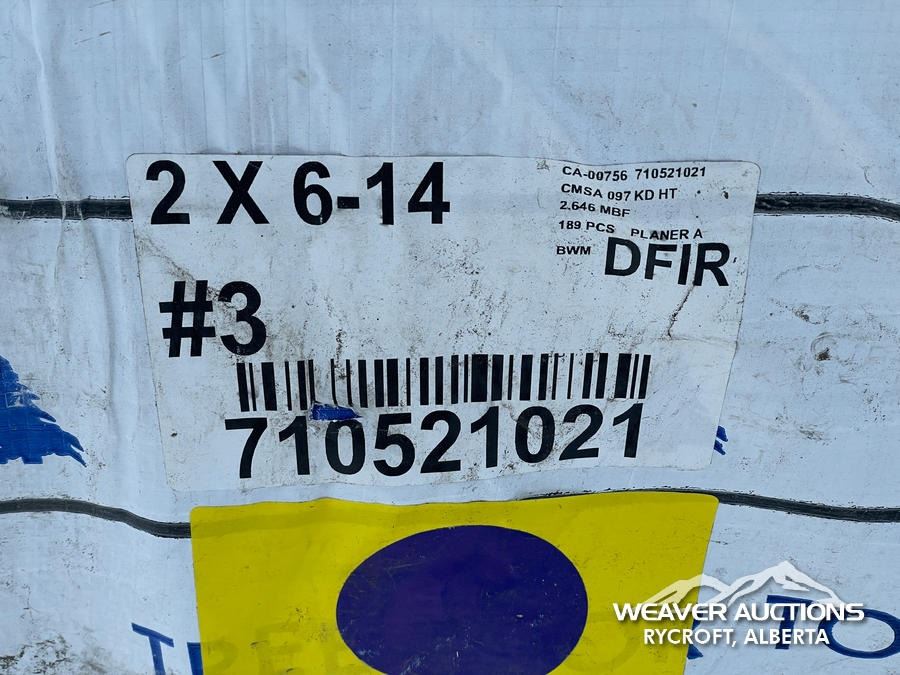 2 X 6-14
CA-00756 710521021
CMSA 097 KD HT
2.646 MBF
189 PCS PLANER A
BWM DFIR
#3
710521021
WEAVER AUCTIONS
RYCROFT, ALBERTA